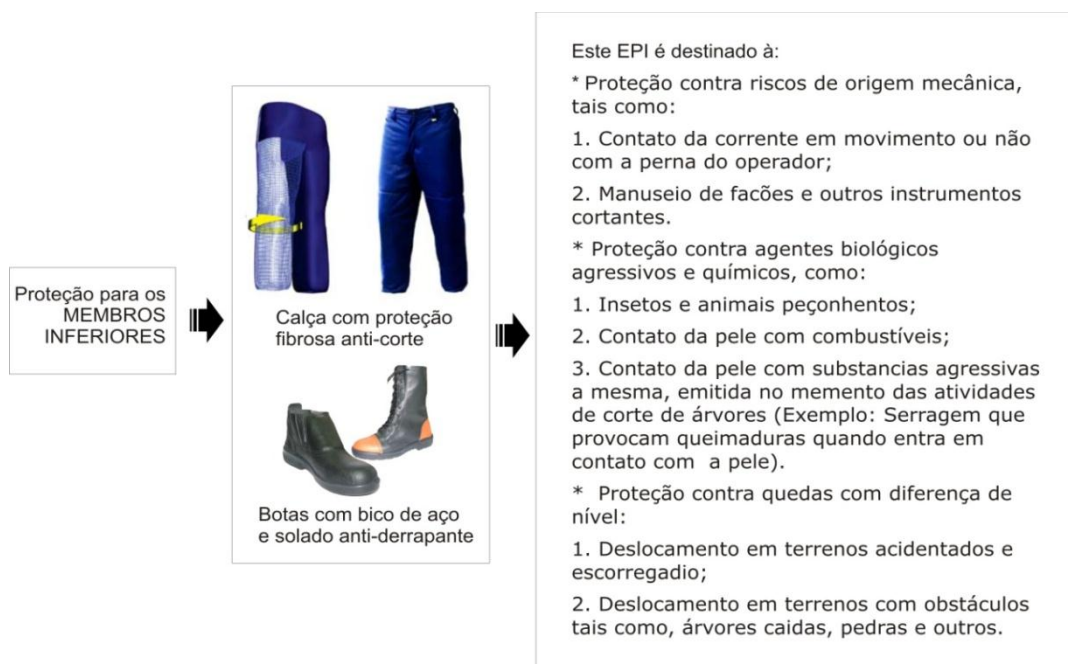 Proteção para os
MEMBROS
INFERIORES
Calça com proteção
fibrosa anti-corte
Botas com bico de aço
e solado anti-derrapante
Este EPI é destinado à:
* Proteção contra riscos de origem mecânica,
tais como:
1. Contato da corrente em movimento ou não
com a perna do operador;
2. Manuseio de facões e outros instrumentos
cortantes.
* Proteção contra agentes biológicos
agressivos e químicos, como:
1. Insetos e animais peçonhentos;
2. Contato da pele com combustíveis;
3. Contato da pele com substancias agressivas
a mesma, emitida no memento das atividades
de corte de árvores (Exemplo: Serragem que
provocam queimaduras quando entra em
contato com a pele).
* Proteção contra quedas com diferença de
nível:
1. Deslocamento em terrenos acidentados e
escorregadio;
2. Deslocamento em terrenos com obstáculos
tais como, árvores caidas, pedras e outros.